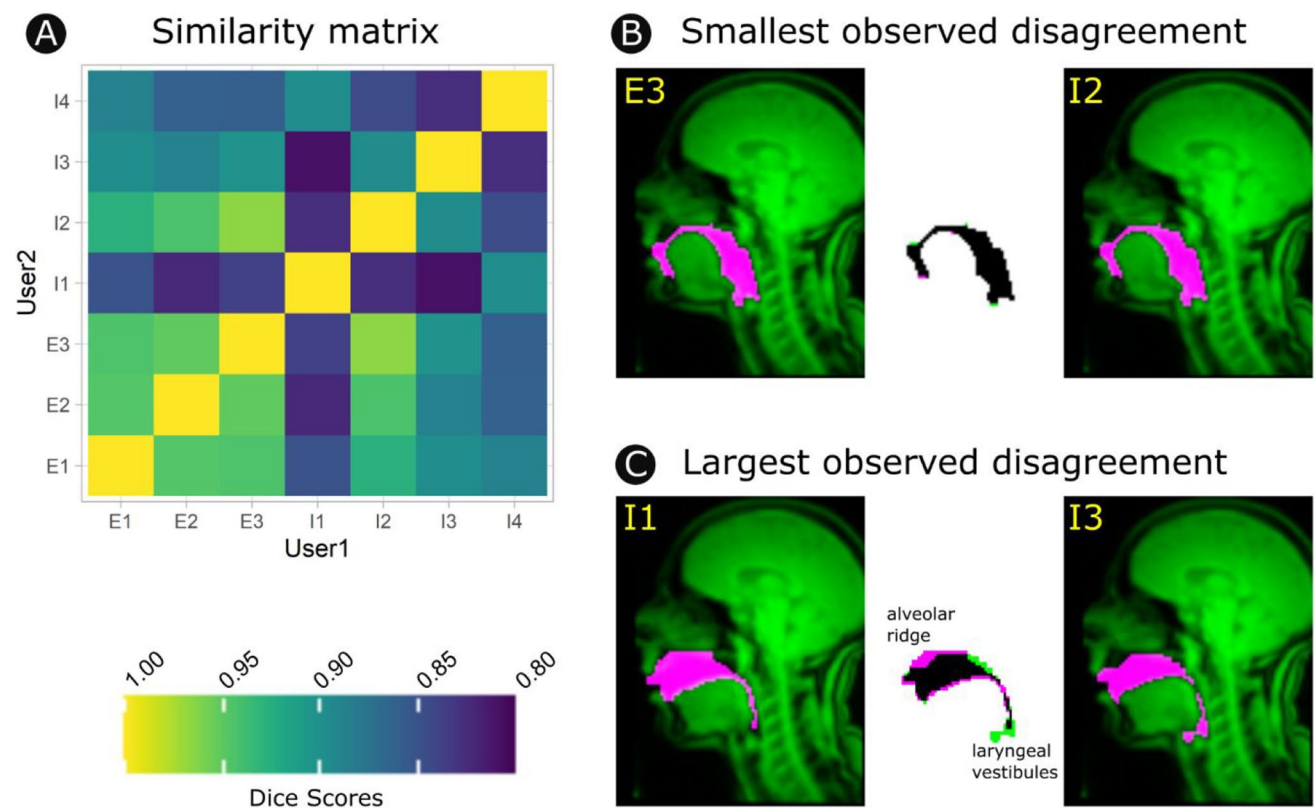 A Similarity matrix
I4
I3
I2
I1
E3
E2
E1
User2
E1 E2 E3 I1 I2 I3 I4
User1
1.00 0.95 0.90 0.85 0.80
Dice Scores
B Smallest observed disagreement
E3 I2
C Largest observed disagreement
I1 I3
alveolar
ridge
laryngeal
vestibules